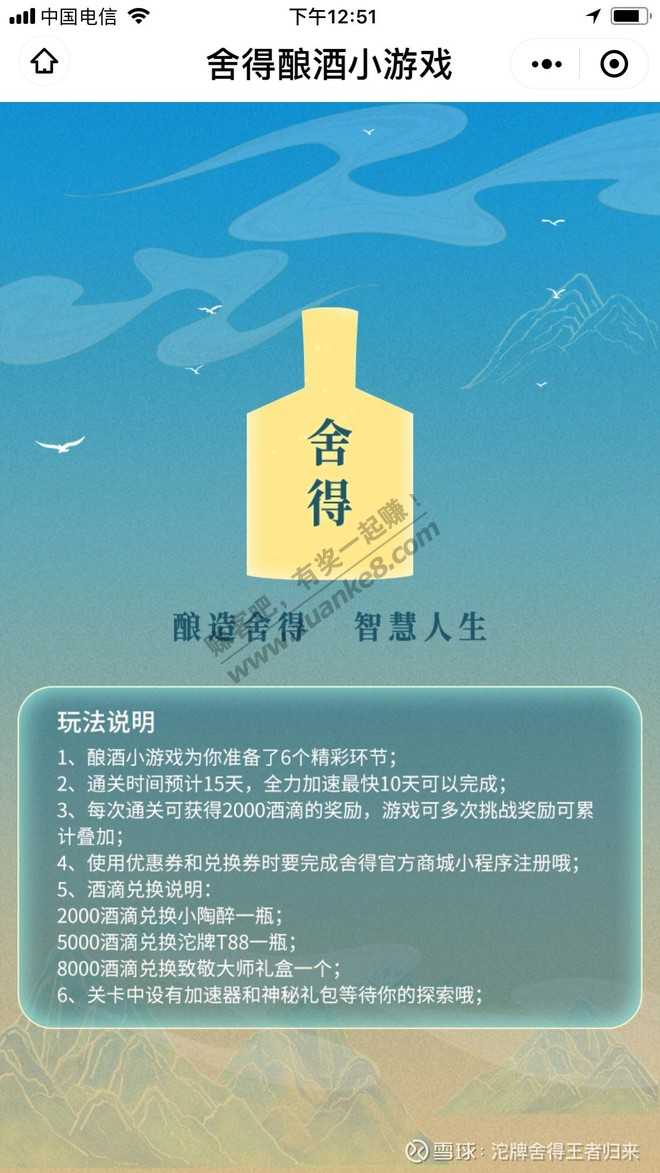 中国电信
下午12:51
舍得酿酒小游戏
舍
得
赚客吧，有奖一起赚！
www.zuanke8.com
酿造舍得 智慧人生
玩法说明
1、酿酒小游戏为你准备了6个精彩环节；
2、通关时间预计15天，全力加速最快10天可以完成；
3、每次通关可获得2000酒滴的奖励，游戏可多次挑战奖励可累
计叠加；
4、使用优惠券和兑换券时要完成舍得官方商城小程序注册哦；
5、酒滴兑换说明：
2000酒滴兑换小陶醉一瓶；
5000酒滴兑换沱牌T88一瓶；
8000酒滴兑换致敬大师礼盒一个；
6、关卡中设有加速器和神秘礼包等待你的探索哦；
雪球：沱牌舍得王者归来